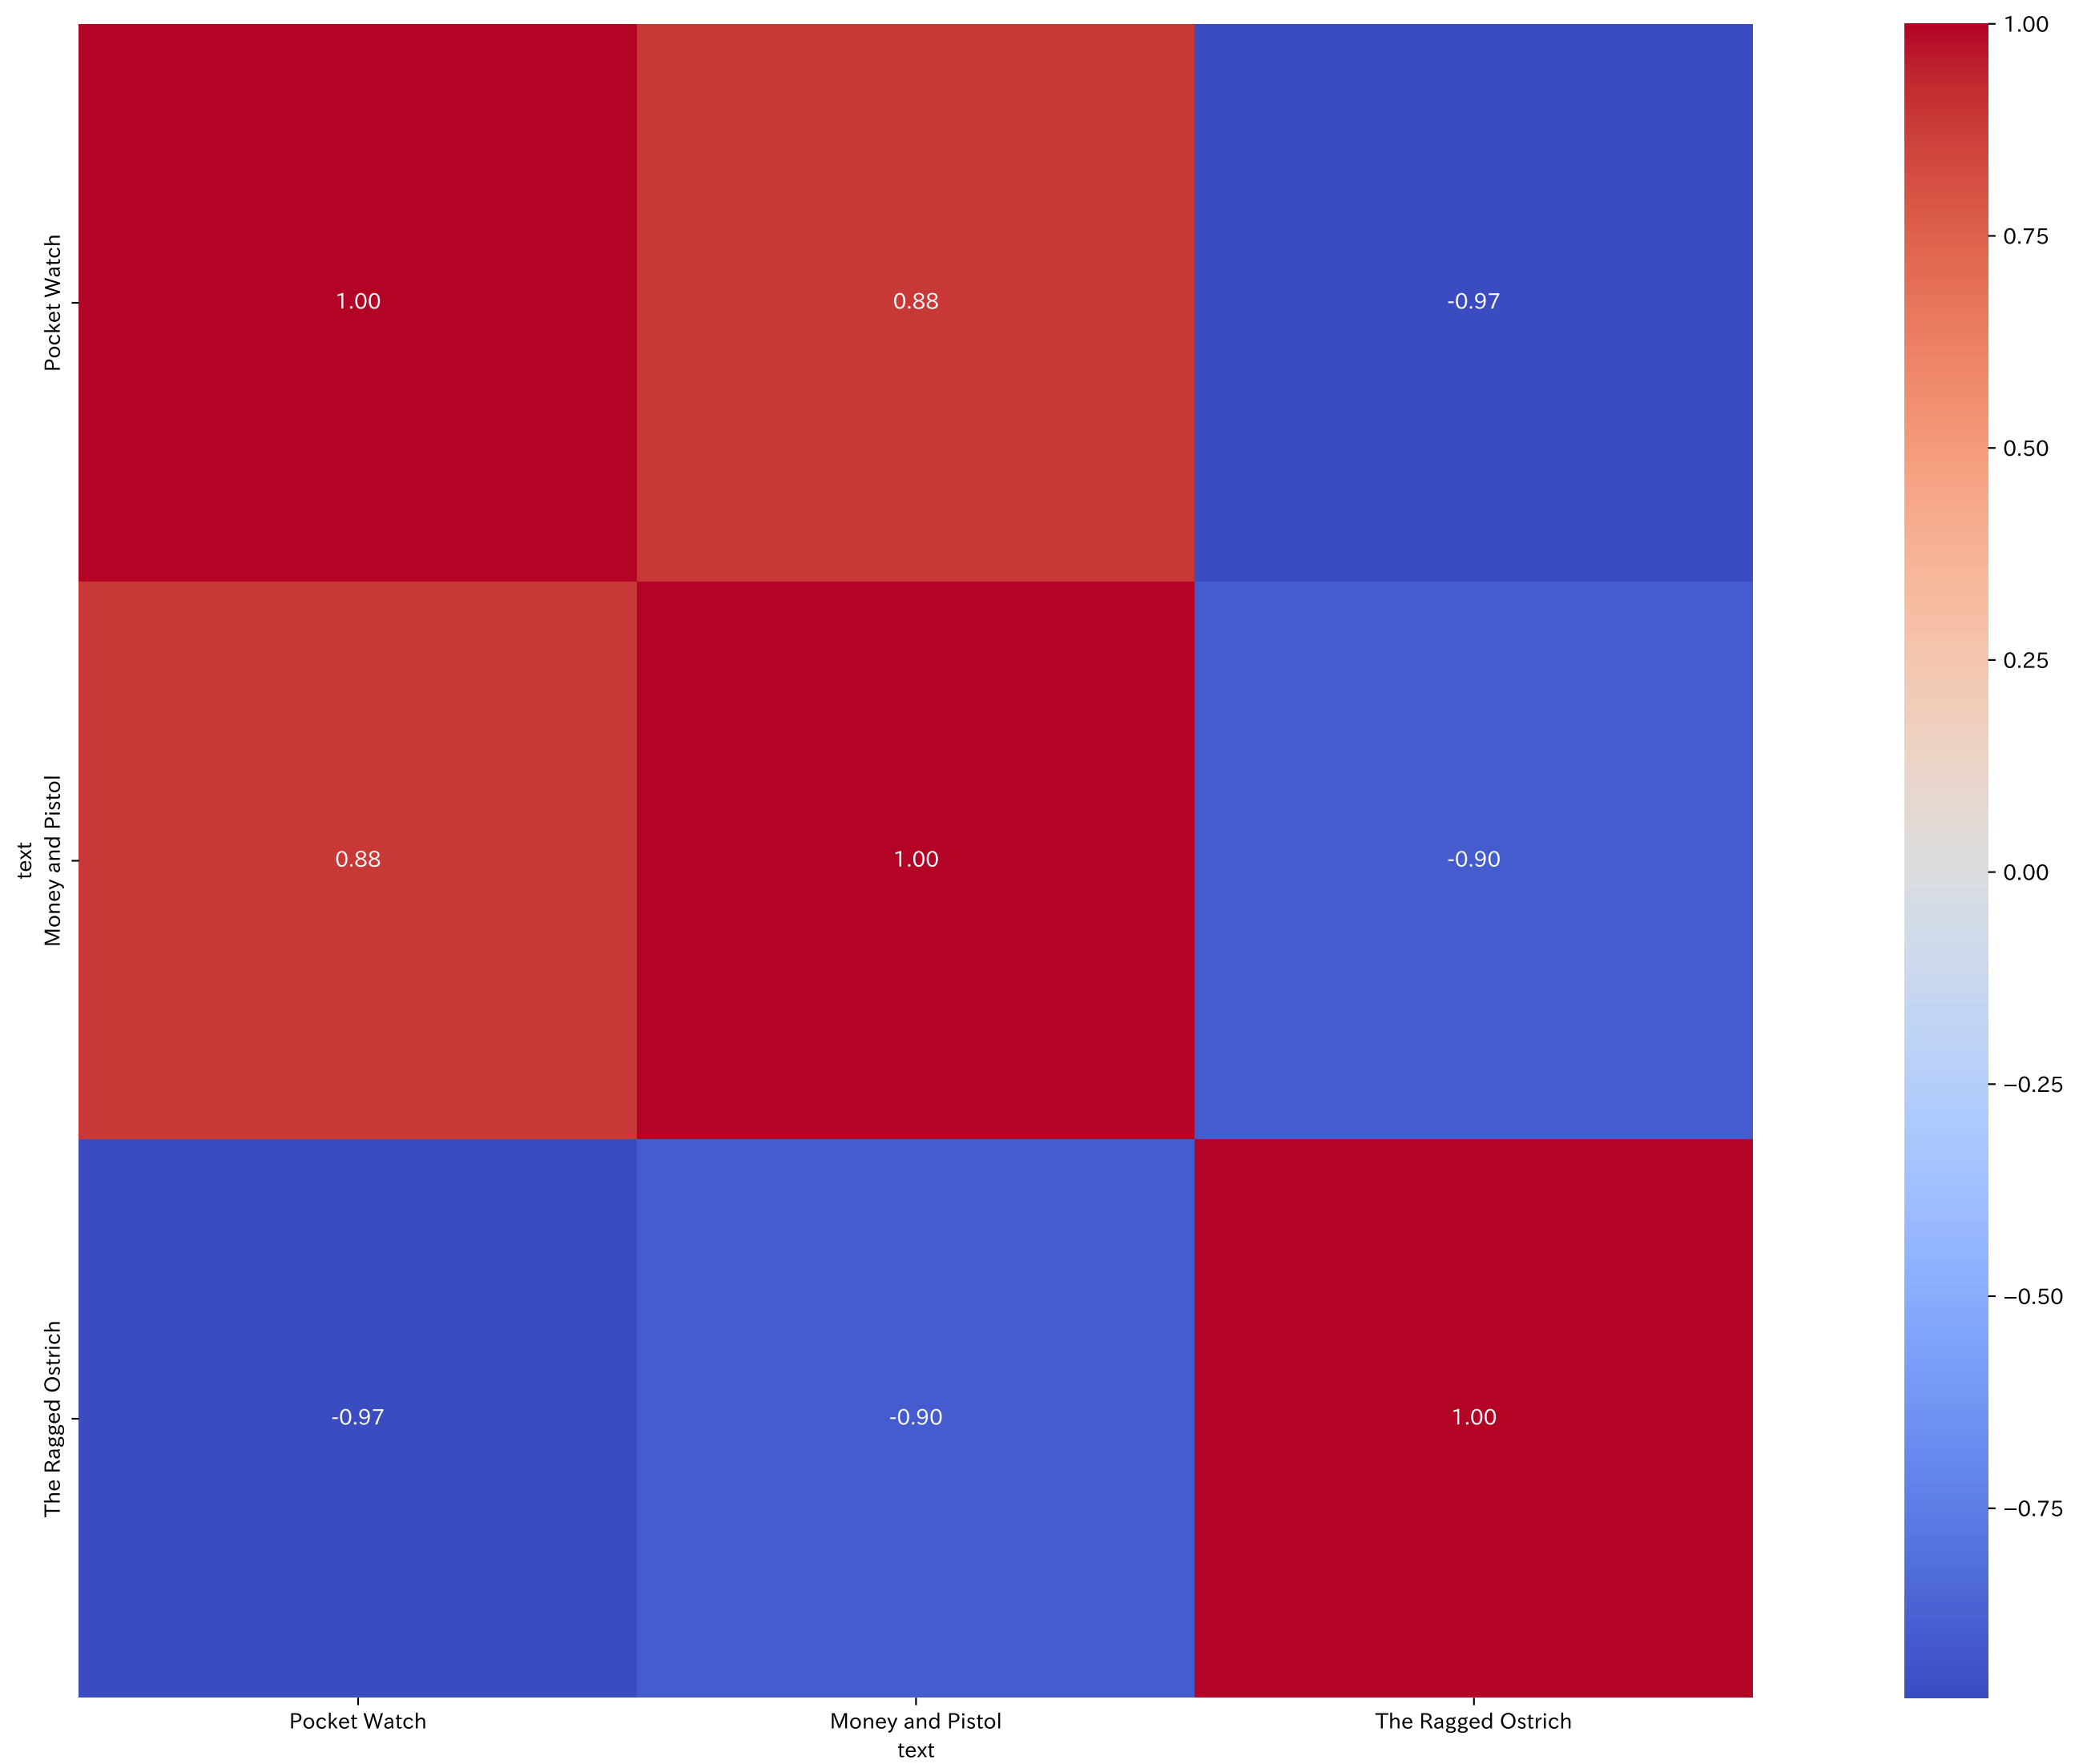 Pocket Watch
1.00
0.88
-0.97
text
Money and Pistol
0.88
1.00
-0.90
The Ragged Ostrich
-0.97
-0.90
1.00
Pocket Watch
Money and Pistol
The Ragged Ostrich
text
1.00
0.75
0.50
0.25
0.00
−0.25
−0.50
−0.75